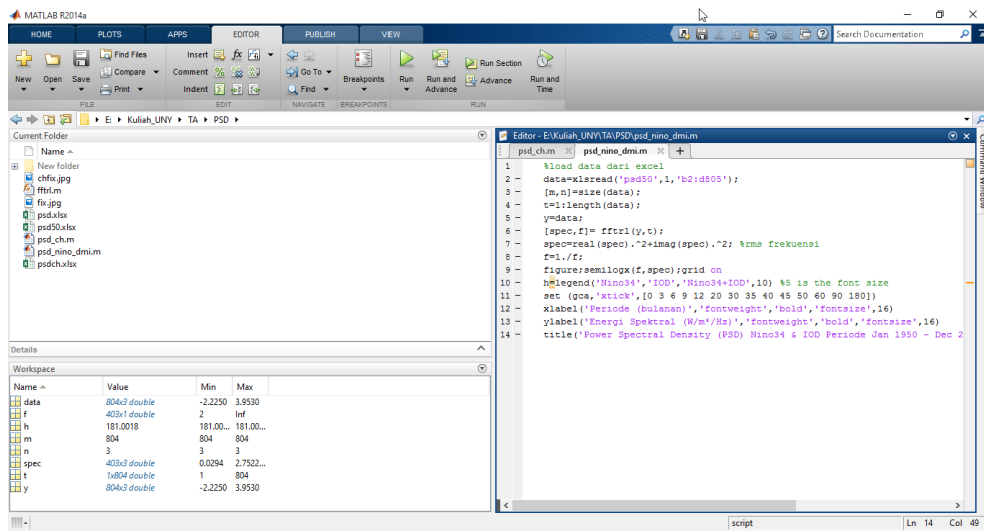 MATLAB R2014a
HOME PLOTS APPS EDITOR PUBLISH VIEW
Search Documentation
New Open Save
Find Files
Compare
Print
FILE
Insert fx
Comment
Indent
EDIT
Go To
Find
NAVIGATE
Breakpoints
BREAKPOINTS
Run
Run and Advance
Run Section
Advance
Run and Time
RUN
E: Kuliah_UNY TA PSD
Current Folder
Name
New folder
chfix.jpg
fftrl.m
fix.jpg
psd.xlsx
psd50.xlsx
psd_ch.m
psd_nino_dmi.m
psdch.xlsx
Details
Workspace
Name Value Min Max
data 804x3 double -2.2250 3.9530
f 403x1 double 2 Inf
h 181.0018 181.00... 181.00...
m 804 804 804
n 3 3 3
spec 403x3 double 0.0294 2.7522...
t 1x804 double 1 804
y 804x3 double -2.2250 3.9530
Editor - E:\Kuliah_UNY\TA\PSD\psd_nino_dmi.m
psd_ch.m psd_nino_dmi.m +
1 %load data dari excel
2 - data=xlsread('psd50',1,'b2:d805');
3 - [m,n]=size(data);
4 - t=1:length(data);
5 - y=data;
6 - [spec,f]= fftrl(y,t);
7 - spec=real(spec).^2+imag(spec).^2; %rms frekuensi
8 - f=1./f;
9 - figure;semilogx(f,spec);grid on
10 - h=legend('Nino34','IOD','Nino34+IOD',10) %5 is the font size
11 - set (gca,'xtick',[0 3 6 9 12 20 30 35 40 45 50 60 90 180])
12 - xlabel('Periode (bulanan)','fontweight','bold','fontsize',16)
13 - ylabel('Energi Spektral (W/m²/Hz)','fontweight','bold','fontsize',16)
14 - title('Power Spectral Density (PSD) Nino34 & IOD Periode Jan 1950 - Dec 2
Command Window
script
Ln 14 Col 49